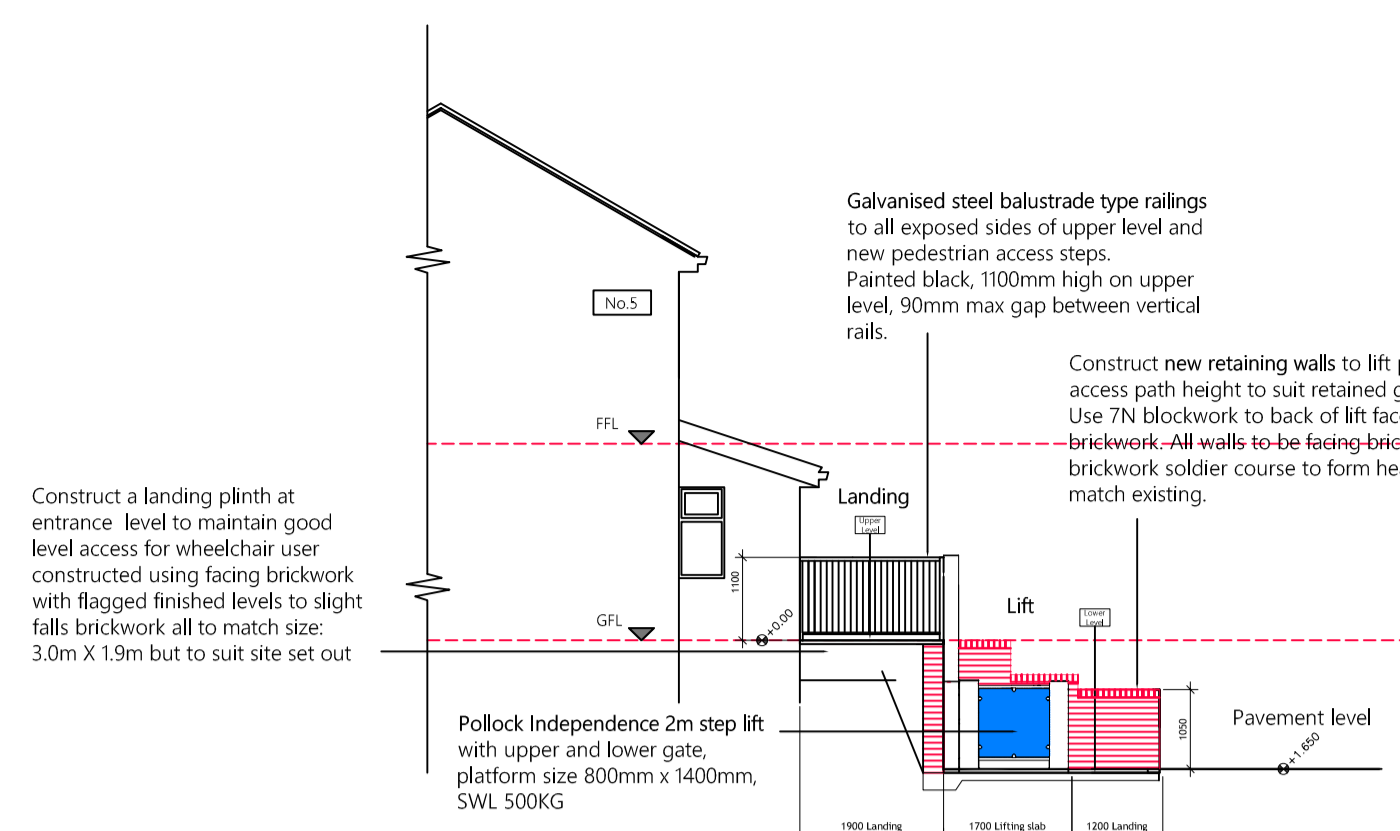 Galvanised steel balustrade type railings
to all exposed sides of upper level and
new pedestrian access steps.
Painted black, 1100mm high on upper
level, 90mm max gap between vertical
rails.
No.5
Construct new retaining walls to lift
access path height to suit retained
Use 7N blockwork to back of lift
brickwork. All walls to be facing
brickwork soldier course to form
match existing.
FFL
Construct a landing plinth at
entrance level to maintain good
level access for wheelchair user
constructed using facing brickwork
with flagged finished levels to slight
falls brickwork all to match size:
3.0m X 1.9m but to suit site set out
Landing
Upper
Level
1100
Lift
Lower
Level
GFL
+0.00
Pollock Independence 2m step lift
with upper and lower gate,
platform size 800mm x 1400mm,
SWL 500KG
1050
Pavement level
+1.650
1900 Landing
1700 Lifting slab
1200 Landing